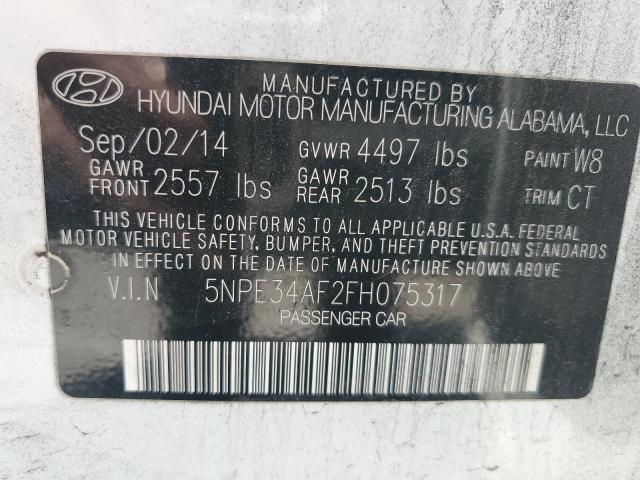 MANUFACTURED BY
HYUNDAI MOTOR MANUFACTURING ALABAMA, LLC
Sep/02/14 GVWR 4497 lbs PAINT W8
GAWR FRONT 2557 lbs GAWR REAR 2513 lbs TRIM CT
THIS VEHICLE CONFORMS TO ALL APPLICABLE U.S.A. FEDERAL
MOTOR VEHICLE SAFETY, BUMPER, AND THEFT PREVENTION STANDARDS
IN EFFECT ON THE DATE OF MANUFACTURE SHOWN ABOVE
V.I.N 5NPE34AF2FH075317
PASSENGER CAR